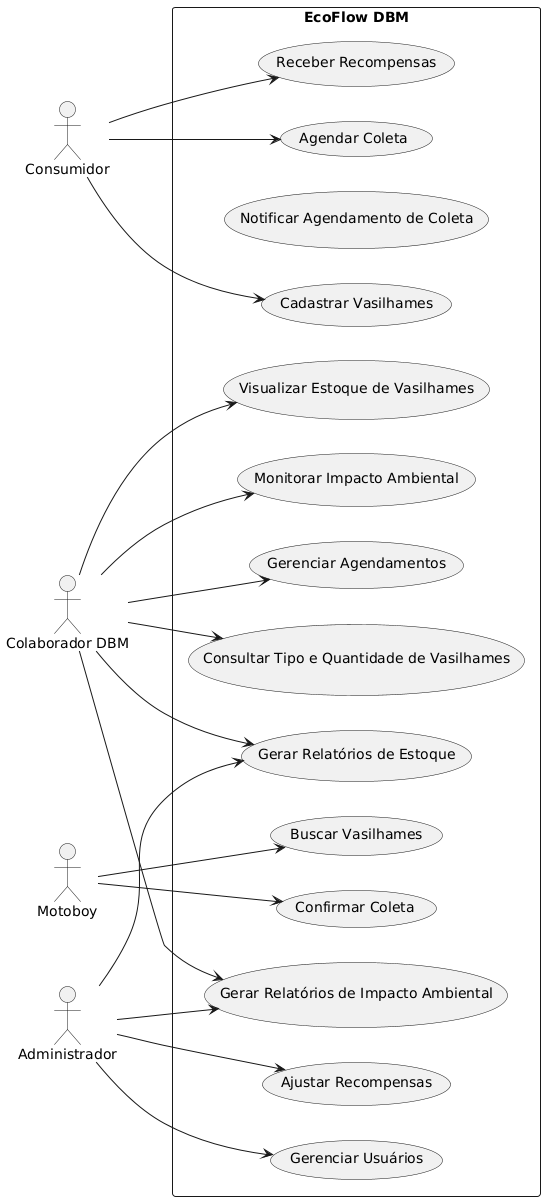 EcoFlow DBM
Receber Recompensas
Agendar Coleta
Consumidor
Notificar Agendamento de Coleta
Cadastrar Vasilhames
Visualizar Estoque de Vasilhames
Monitorar Impacto Ambiental
Gerenciar Agendamentos
Colaborador DBM
Consultar Tipo e Quantidade de Vasilhames
Gerar Relatórios de Estoque
Buscar Vasilhames
Motoboy
Confirmar Coleta
Gerar Relatórios de Impacto Ambiental
Administrador
Ajustar Recompensas
Gerenciar Usuários